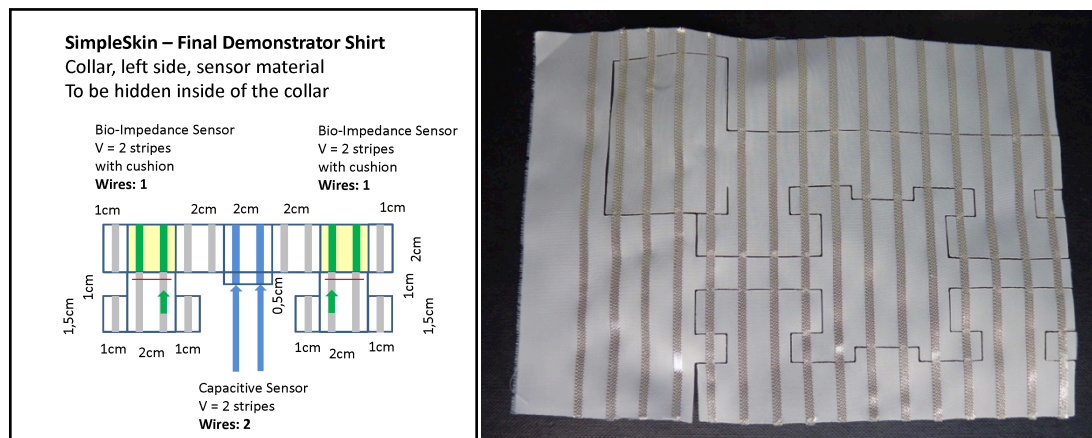 SimpleSkin – Final Demonstrator Shirt
Collar, left side, sensor material
To be hidden inside of the collar
Bio-Impedance Sensor
V = 2 stripes
with cushion
Wires: 1
Bio-Impedance Sensor
V = 2 stripes
with cushion
Wires: 1
1cm
2cm
2cm
2cm
1cm
2cm
1cm
1,5cm
0,5cm
1cm
1,5cm
1cm
2cm
1cm
1cm
2cm
1cm
Capacitive Sensor
V = 2 stripes
Wires: 2